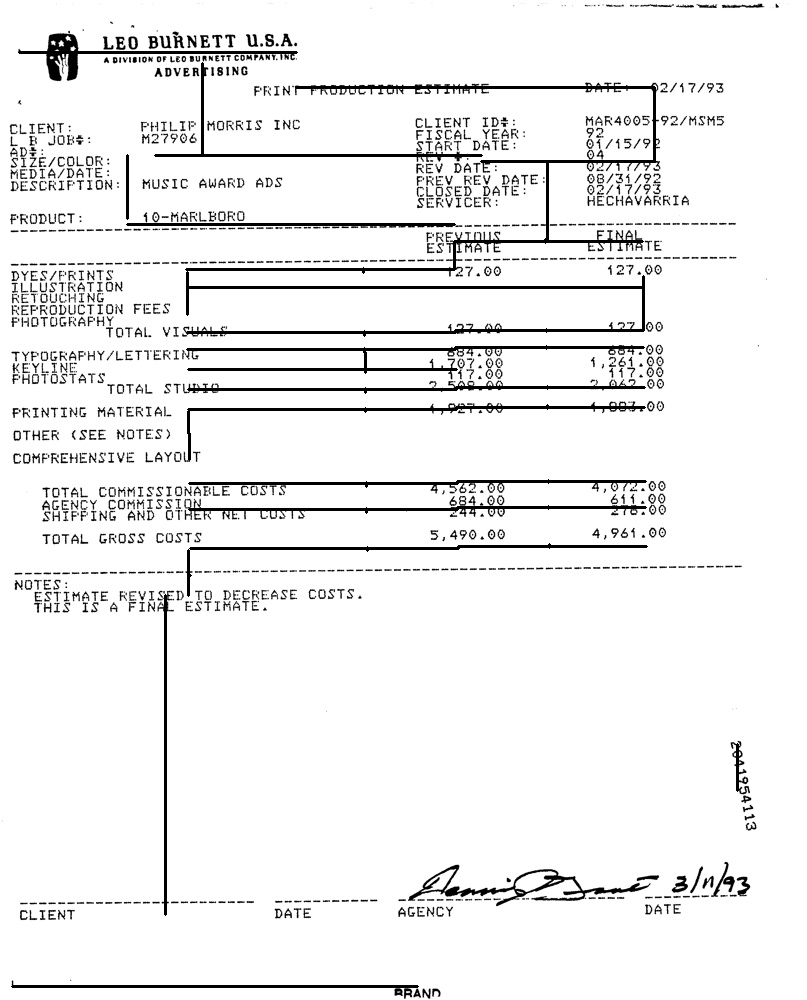 LEO BURNETT U.S.A.
A DIVISION OF LEO BURNETT COMPANY, INC.
ADVERTISING
PRINT PRODUCTION ESTIMATE DATE: 02/17/93
CLIENT: PHILIP MORRIS INC CLIENT ID#: MAR4005-92/MSM5
L B JOB#: M27906 FISCAL YEAR: 92
AD#: START DATE: 01/15/92
SIZE/COLOR: REV #: 04
MEDIA/DATE: REV DATE: 02/17/93
DESCRIPTION: MUSIC AWARD ADS PREV REV DATE: 08/31/92
CLOSED DATE: 02/17/93
SERVICER: HECHAVARRIA
PRODUCT: 10-MARLBORO
PREVIOUS FINAL
ESTIMATE ESTIMATE
DYES/PRINTS 127.00 127.00
ILLUSTRATION
RETOUCHING
REPRODUCTION FEES
PHOTOGRAPHY
TOTAL VISUALS 127.00 127.00
TYPOGRAPHY/LETTERING 684.00 684.00
KEYLINE 1,707.00 1,261.00
PHOTOSTATS 117.00 117.00
TOTAL STUDIO 2,508.00 2,062.00
PRINTING MATERIAL 1,927.00 1,883.00
OTHER (SEE NOTES)
COMPREHENSIVE LAYOUT
TOTAL COMMISSIONABLE COSTS 4,562.00 4,072.00
AGENCY COMMISSION 684.00 611.00
SHIPPING AND OTHER NET COSTS 244.00 278.00
TOTAL GROSS COSTS 5,490.00 4,961.00
NOTES:
ESTIMATE REVISED TO DECREASE COSTS.
THIS IS A FINAL ESTIMATE.
2041954113
3/11/93
CLIENT DATE AGENCY DATE
BRAND